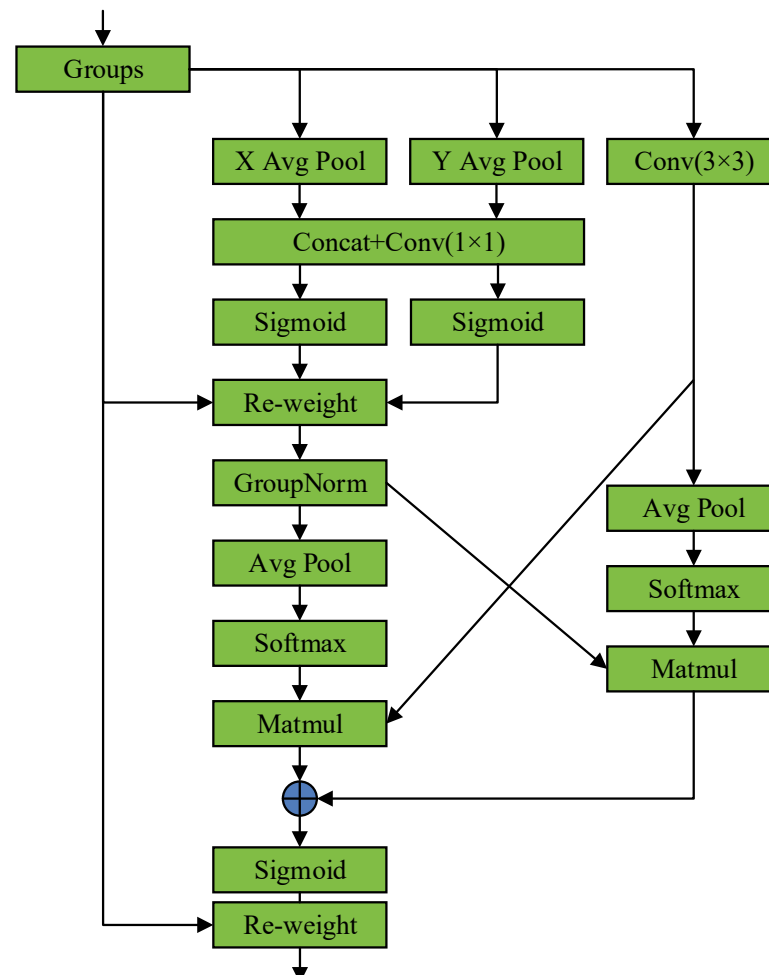 Groups
X Avg Pool
Y Avg Pool
Conv(3×3)
Concat+Conv(1×1)
Sigmoid
Sigmoid
Re-weight
GroupNorm
Avg Pool
Avg Pool
Softmax
Softmax
Matmul
Matmul
Sigmoid
Re-weight